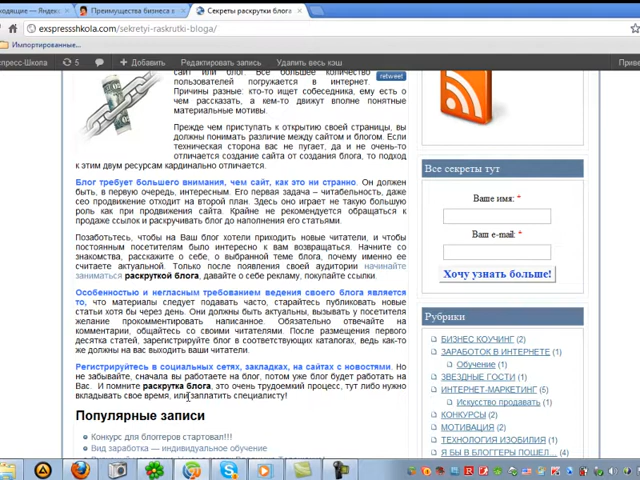 ходящие — Яндекс
Преимущества бизнеса в
Секреты раскрутки блога
exspressshkola.com/sekretyi-raskrutki-bloga/
Импортированные...
спресс-Школа
5
Добавить
Редактировать запись
Удалить весь кэш
Приве
сайт или блог. Все большее количество
пользователей погружается в интернет.
Причины разные: кто-то ищет собеседника, ему есть о
чем рассказать, а кем-то движут вполне понятные
материальные мотивы.
retweet
Прежде чем приступать к открытию своей страницы, вы
должны понимать различие между сайтом и блогом. Если
техническая сторона вас не пугает, да и не очень-то
отличается создание сайта от создания блога, то подход
к этим двум ресурсам кардинально отличается.
Блог требует большего внимания, чем сайт, как это ни странно. Он должен
быть, в первую очередь, интересным. Его первая задача – читабельность, даже
сео продвижение отходит на второй план. Здесь оно играет не такую большую
роль как при продвижения сайта. Крайне не рекомендуется обращаться к
продаже ссылок и раскручивать блог до наполнения его статьями.
Позаботьтесь, чтобы на Ваш блог хотели приходить новые читатели, и чтобы
постоянным посетителям было интересно к вам возвращаться. Начните со
знакомства, расскажите о себе, о выбранной теме блога, почему именно ее
считаете актуальной. Только после появления своей аудитории начинайте
заниматься раскруткой блога, давайте о себе рекламу, покупайте ссылки.
Особенностью и негласным требованием ведения своего блога является
то, что материалы следует подавать часто, старайтесь публиковать новые
статьи хотя бы через день. Они должны быть актуальны, вызывать у посетителя
желание прокомментировать написанное. Обязательно отвечайте на
комментарии, общайтесь со своими читателями. После размещения первого
десятка статей, зарегистрируйте блог в соответствующих каталогах, ведь как-то
же должны на вас выходить ваши читатели.
Регистрируйтесь в социальных сетях, закладках, на сайтах с новостями. Но
не забывайте, сначала вы работаете на блог, потом уже блог будет работать на
Вас. И помните раскрутка блога, это очень трудоемкий процесс, тут либо нужно
вкладывать свое время, или заплатить специалисту!
Популярные записи
Конкурс для блоггеров стартовал!!!
Вид заработка — индивидуальное обучение
Все секреты тут
Ваше имя: *
Ваш e-mail: *
Хочу узнать больше!
Рубрики
БИЗНЕС КОУЧИНГ (2)
ЗАРАБОТОК В ИНТЕРНЕТЕ (1)
Обучение (2)
ЗВЕЗДНЫЕ ГОСТИ (1)
ИНТЕРНЕТ-МАРКЕТИНГ (5)
Искусство продавать (1)
КОНКУРСЫ (2)
МОТИВАЦИЯ (2)
ТЕХНОЛОГИЯ ИЗОБИЛИЯ (1)
Я БЫ В БЛОГГЕРЫ ПОШЕЛ... (4)